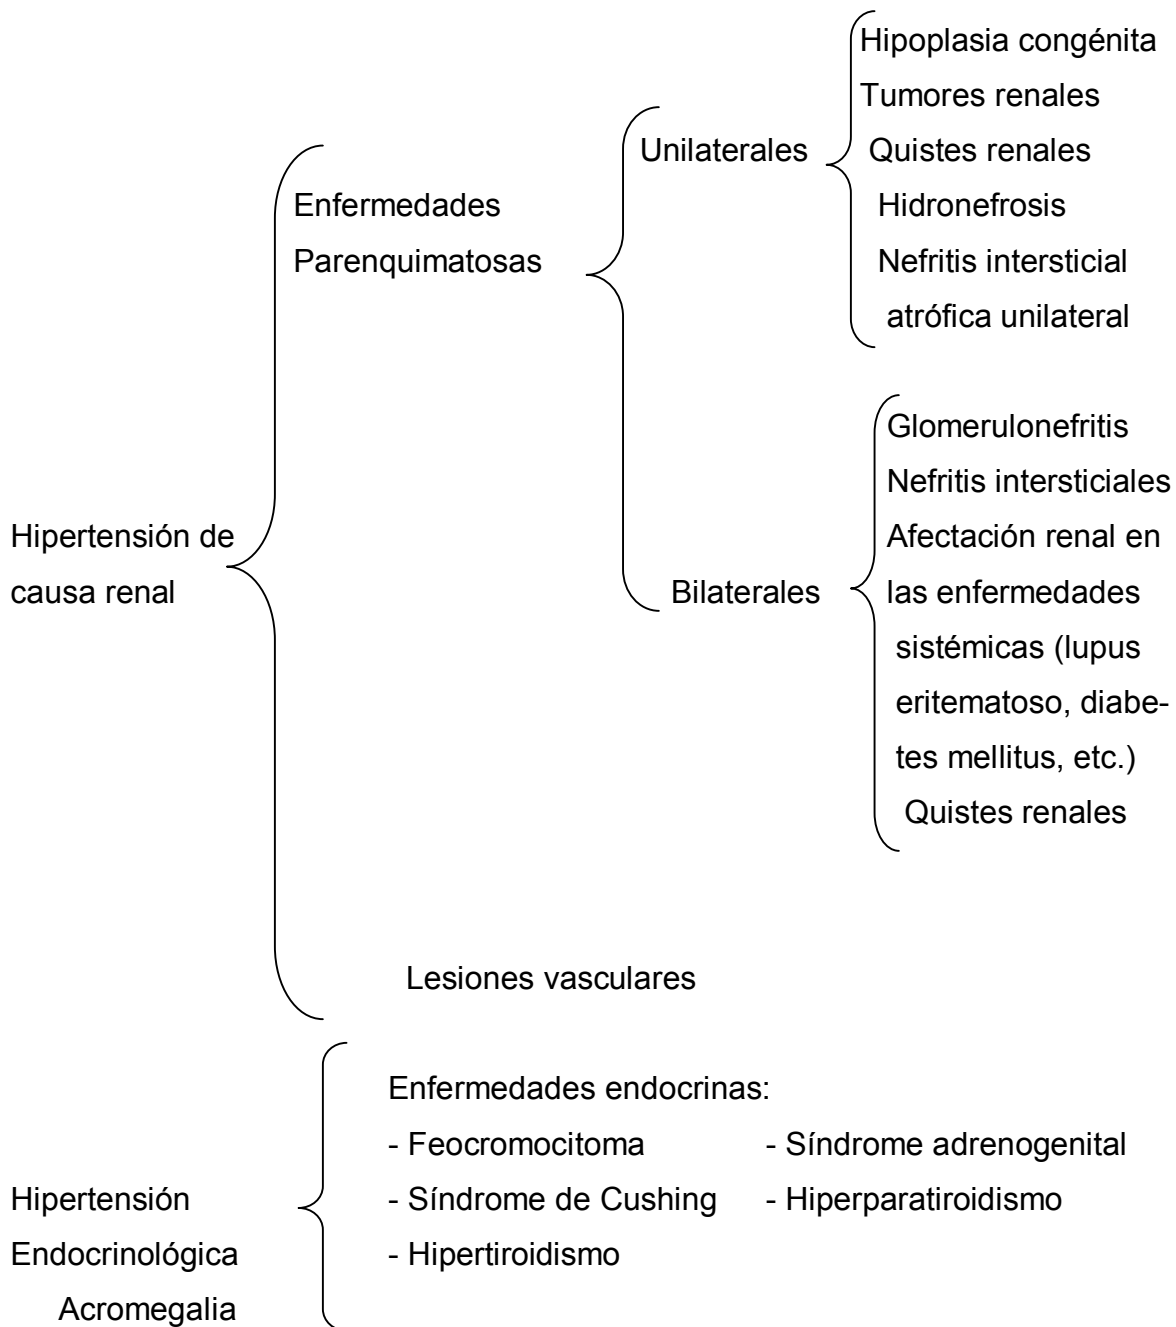 Hipertensión de
causa renal
Enfermedades
Parenquimatosas
Unilaterales
Hipoplasia congénita
Tumores renales
Quistes renales
Hidronefrosis
Nefritis intersticial
atrófica unilateral
Bilaterales
Glomerulonefritis
Nefritis intersticiales
Afectación renal en
las enfermedades
sistémicas (lupus
eritematoso, diabe-
tes mellitus, etc.)
Quistes renales
Lesiones vasculares
Hipertensión
Endocrinológica
Acromegalia
Enfermedades endocrinas:
- Feocromocitoma - Síndrome adrenogenital
- Síndrome de Cushing - Hiperparatiroidismo
- Hipertiroidismo